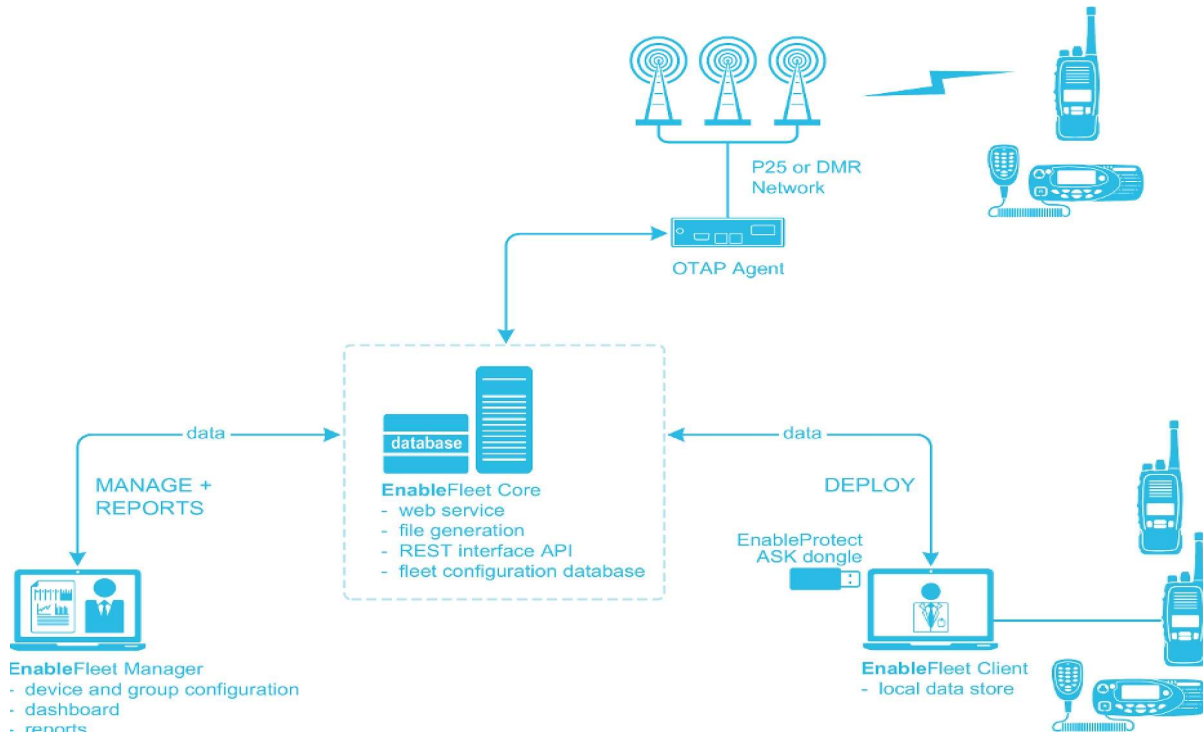 P25 or DMR
Network
OTAP Agent
data
MANAGE +
REPORTS
database
EnableFleet Core
- web service
- file generation
- REST interface API
- fleet configuration database
data
DEPLOY
EnableProtect
ASK dongle
EnableFleet Manager
- device and group configuration
- dashboard
- reports
EnableFleet Client
- local data store